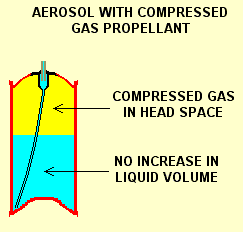 AEROSOL WITH COMPRESSED
GAS PROPELLANT
COMPRESSED GAS
IN HEAD SPACE
NO INCREASE IN
LIQUID VOLUME